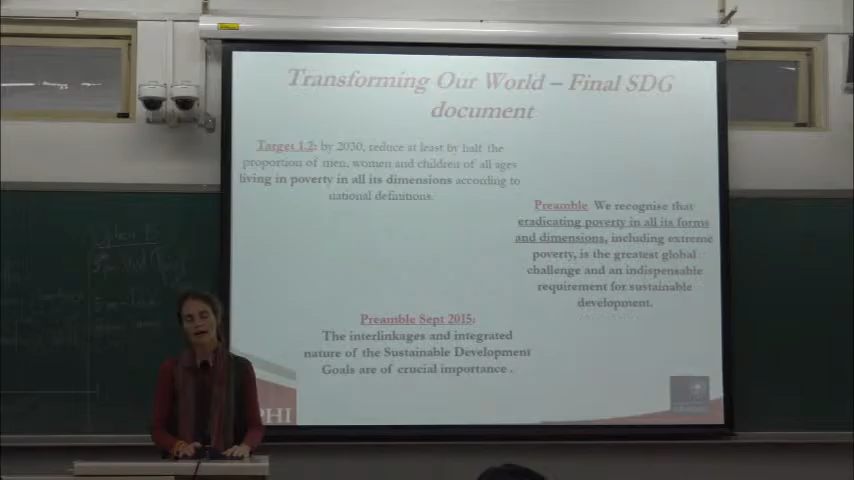 Transforming Our World – Final SDG
document
Target 1.2: by 2030, reduce at least by half the
proportion of men, women and children of all ages
living in poverty in all its dimensions according to
national definitions.
Preamble We recognise that
eradicating poverty in all its forms
and dimensions, including extreme
poverty, is the greatest global
challenge and an indispensable
requirement for sustainable
development.
Preamble Sept 2015:
The interlinkages and integrated
nature of the Sustainable Development
Goals are of crucial importance .
PHI